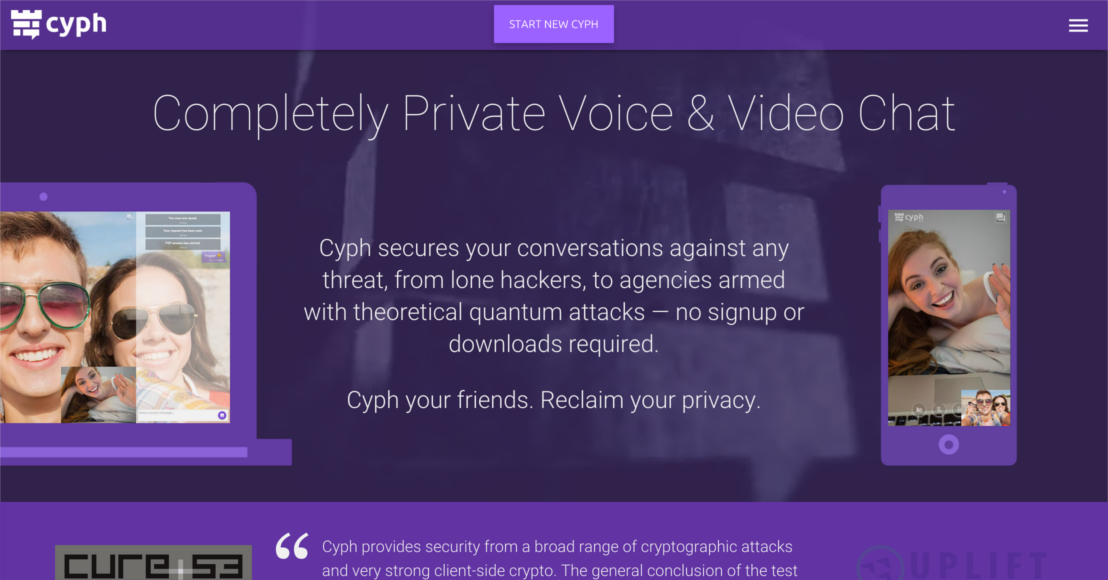 cyph
START NEW CYPH
Completely Private Voice & Video Chat
cyph
Cyph secures your conversations against any
threat, from lone hackers, to agencies armed
with theoretical quantum attacks — no signup or
downloads required.
Cyph your friends. Reclaim your privacy.
cure+53
Cyph provides security from a broad range of cryptographic attacks
and very strong client-side crypto. The general conclusion of the test
UPLIFT